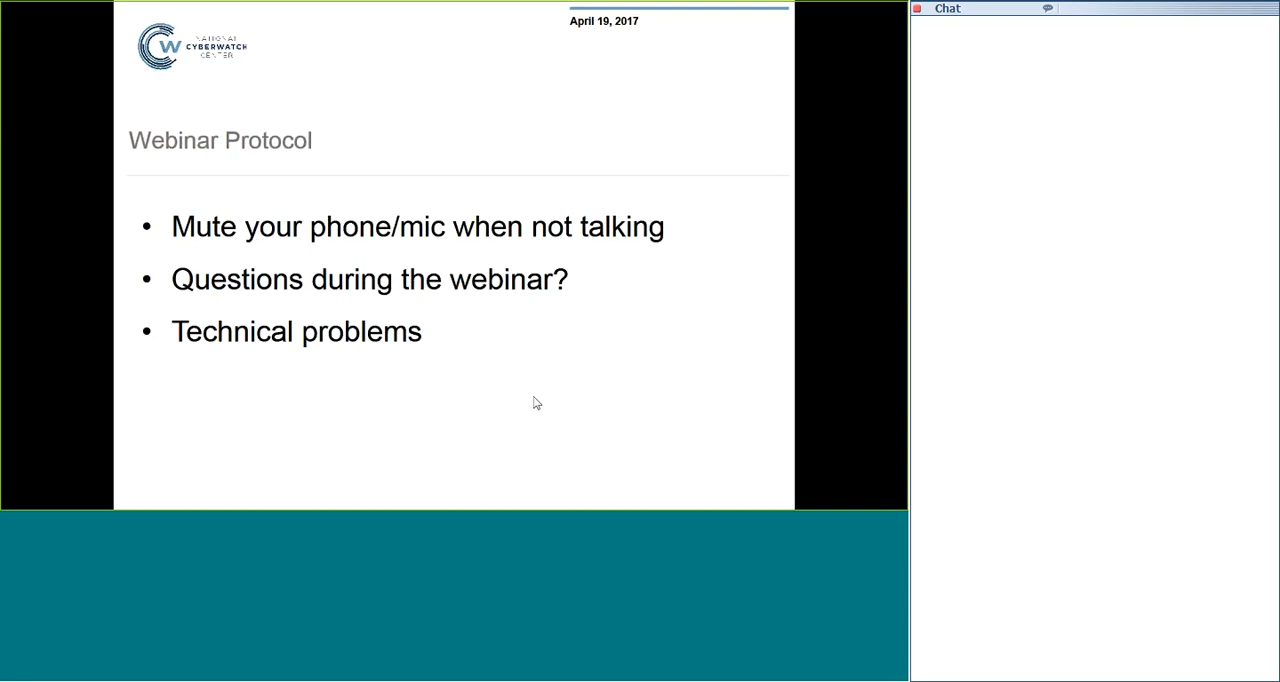 April 19, 2017
NATIONAL
CW CYBERWATCH
CENTER
Webinar Protocol
• Mute your phone/mic when not talking
• Questions during the webinar?
• Technical problems
Chat